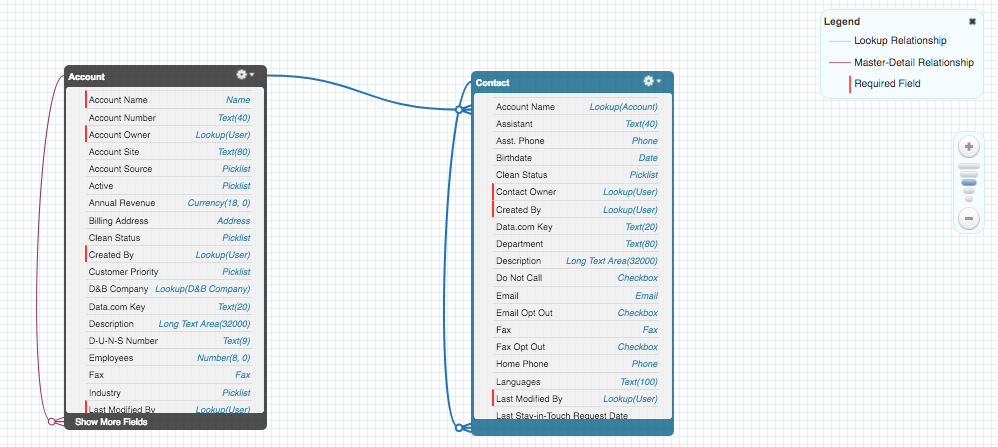 Account
Account Name Name
Account Number Text(40)
Account Owner Lookup(User)
Account Site Text(80)
Account Source Picklist
Active Picklist
Annual Revenue Currency(18, 0)
Billing Address Address
Clean Status Picklist
Created By Lookup(User)
Customer Priority Picklist
D&B Company Lookup(D&B Company)
Data.com Key Text(20)
Description Long Text Area(32000)
D-U-N-S Number Text(9)
Employees Number(8, 0)
Fax Fax
Industry Picklist
Last Modified By Lookup(User)
Show More Fields
Contact
Account Name Lookup(Account)
Assistant Text(40)
Asst. Phone Phone
Birthdate Date
Clean Status Picklist
Contact Owner Lookup(User)
Created By Lookup(User)
Data.com Key Text(20)
Department Text(80)
Description Long Text Area(32000)
Do Not Call Checkbox
Email Email
Email Opt Out Checkbox
Fax Fax
Fax Opt Out Checkbox
Home Phone Phone
Languages Text(100)
Last Modified By Lookup(User)
Last Stay-in-Touch Request Date
Legend
Lookup Relationship
Master-Detail Relationship
Required Field